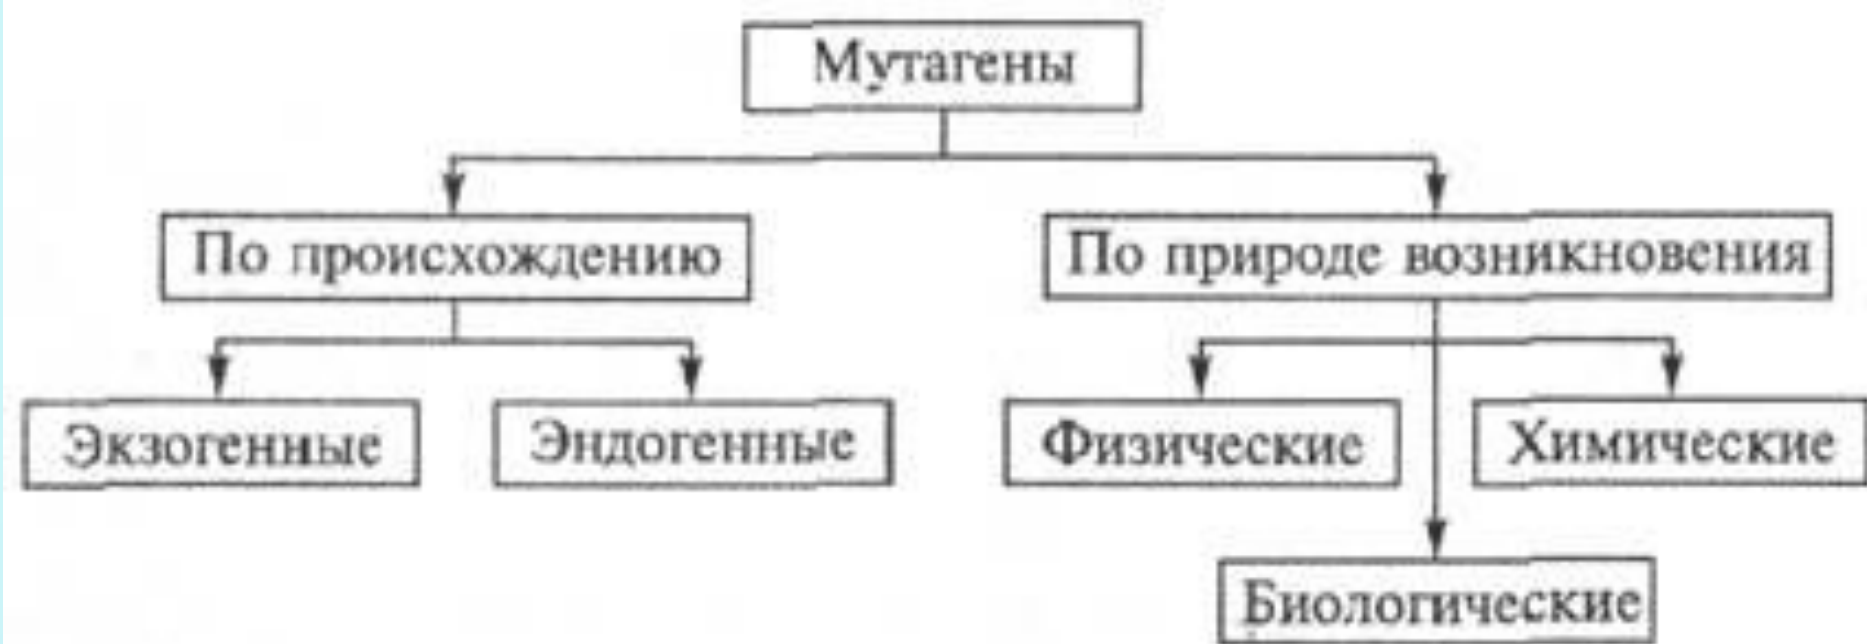 Мутагены
По происхождению
По природе возникновения
Экзогенные
Эндогенные
Физические
Химические
Биологические